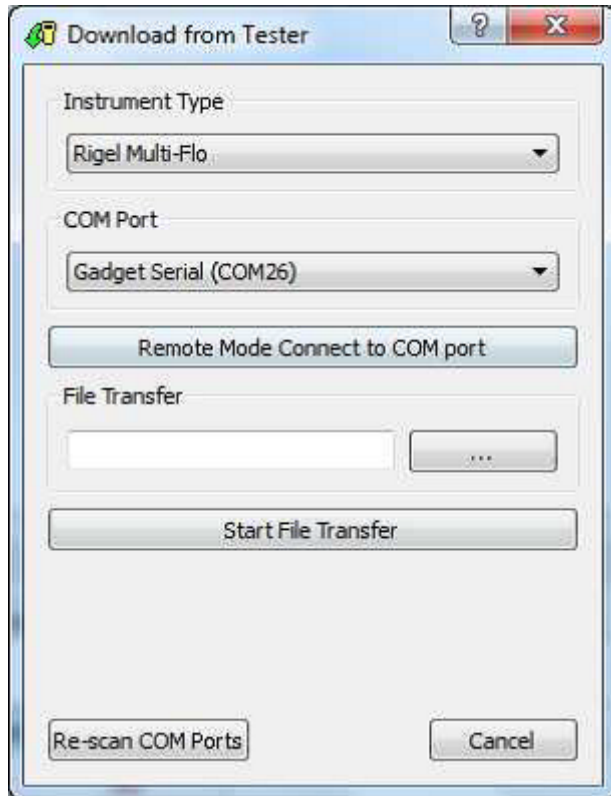 Download from Tester
Instrument Type
Rigel Multi-Flo
COM Port
Gadget Serial (COM26)
Remote Mode Connect to COM port
File Transfer
...
Start File Transfer
Re-scan COM Ports
Cancel